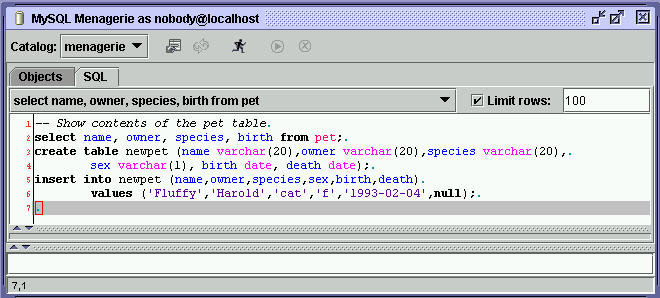 MySQL Menagerie as nobody@localhost
Catalog: menagerie
Objects SQL
select name, owner, species, birth from pet Limit rows: 100
1 -- Show contents of the pet table.
2 select name, owner, species, birth from pet;.
3 create table newpet (name varchar(20),owner varchar(20),species varchar(20),.
4 sex varchar(1), birth date, death date);.
5 insert into newpet (name,owner,species,sex,birth,death).
6 values ('Fluffy','Harold','cat','f','1993-02-04',null);.
7 .
7,1